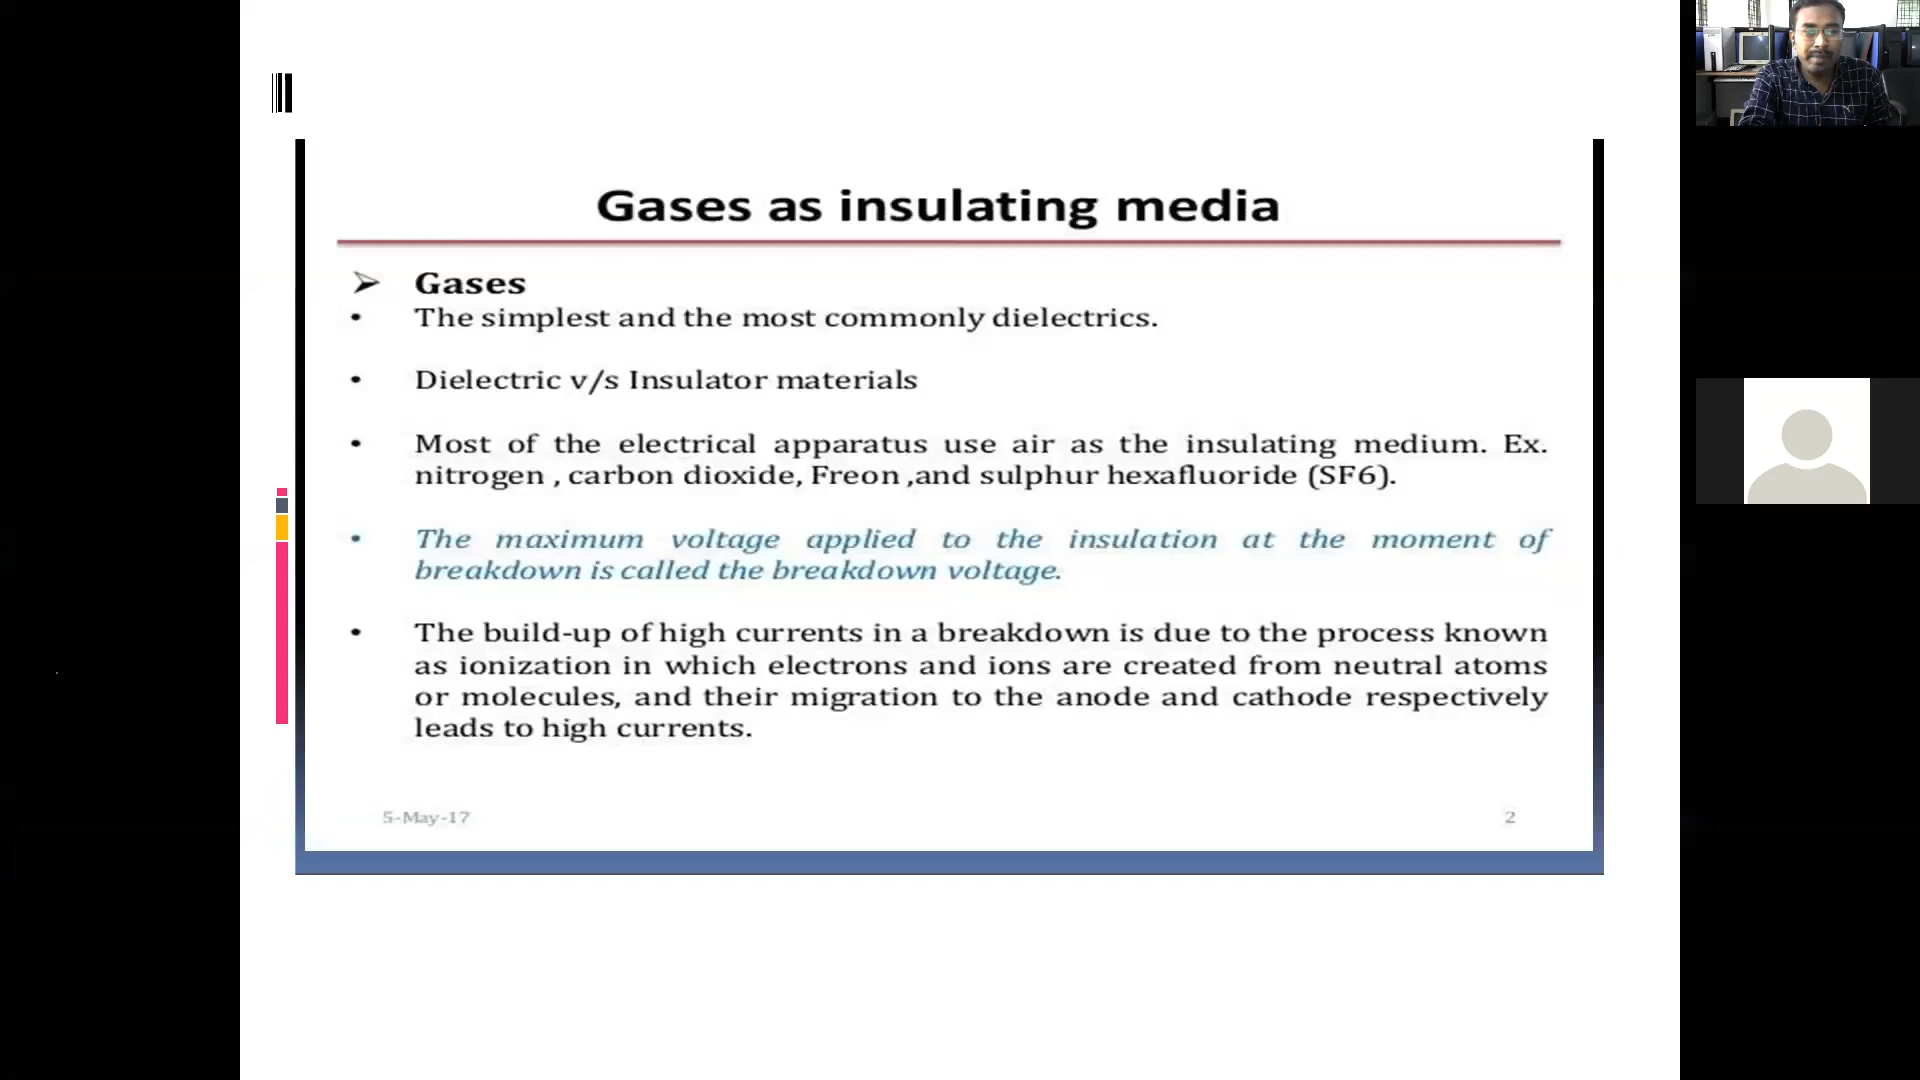 Gases as insulating media
➢ Gases
• The simplest and the most commonly dielectrics.
• Dielectric v/s Insulator materials
• Most of the electrical apparatus use air as the insulating medium. Ex.
nitrogen , carbon dioxide, Freon ,and sulphur hexafluoride (SF6).
• The maximum voltage applied to the insulation at the moment of
breakdown is called the breakdown voltage.
• The build-up of high currents in a breakdown is due to the process known
as ionization in which electrons and ions are created from neutral atoms
or molecules, and their migration to the anode and cathode respectively
leads to high currents.
5-May-17
2